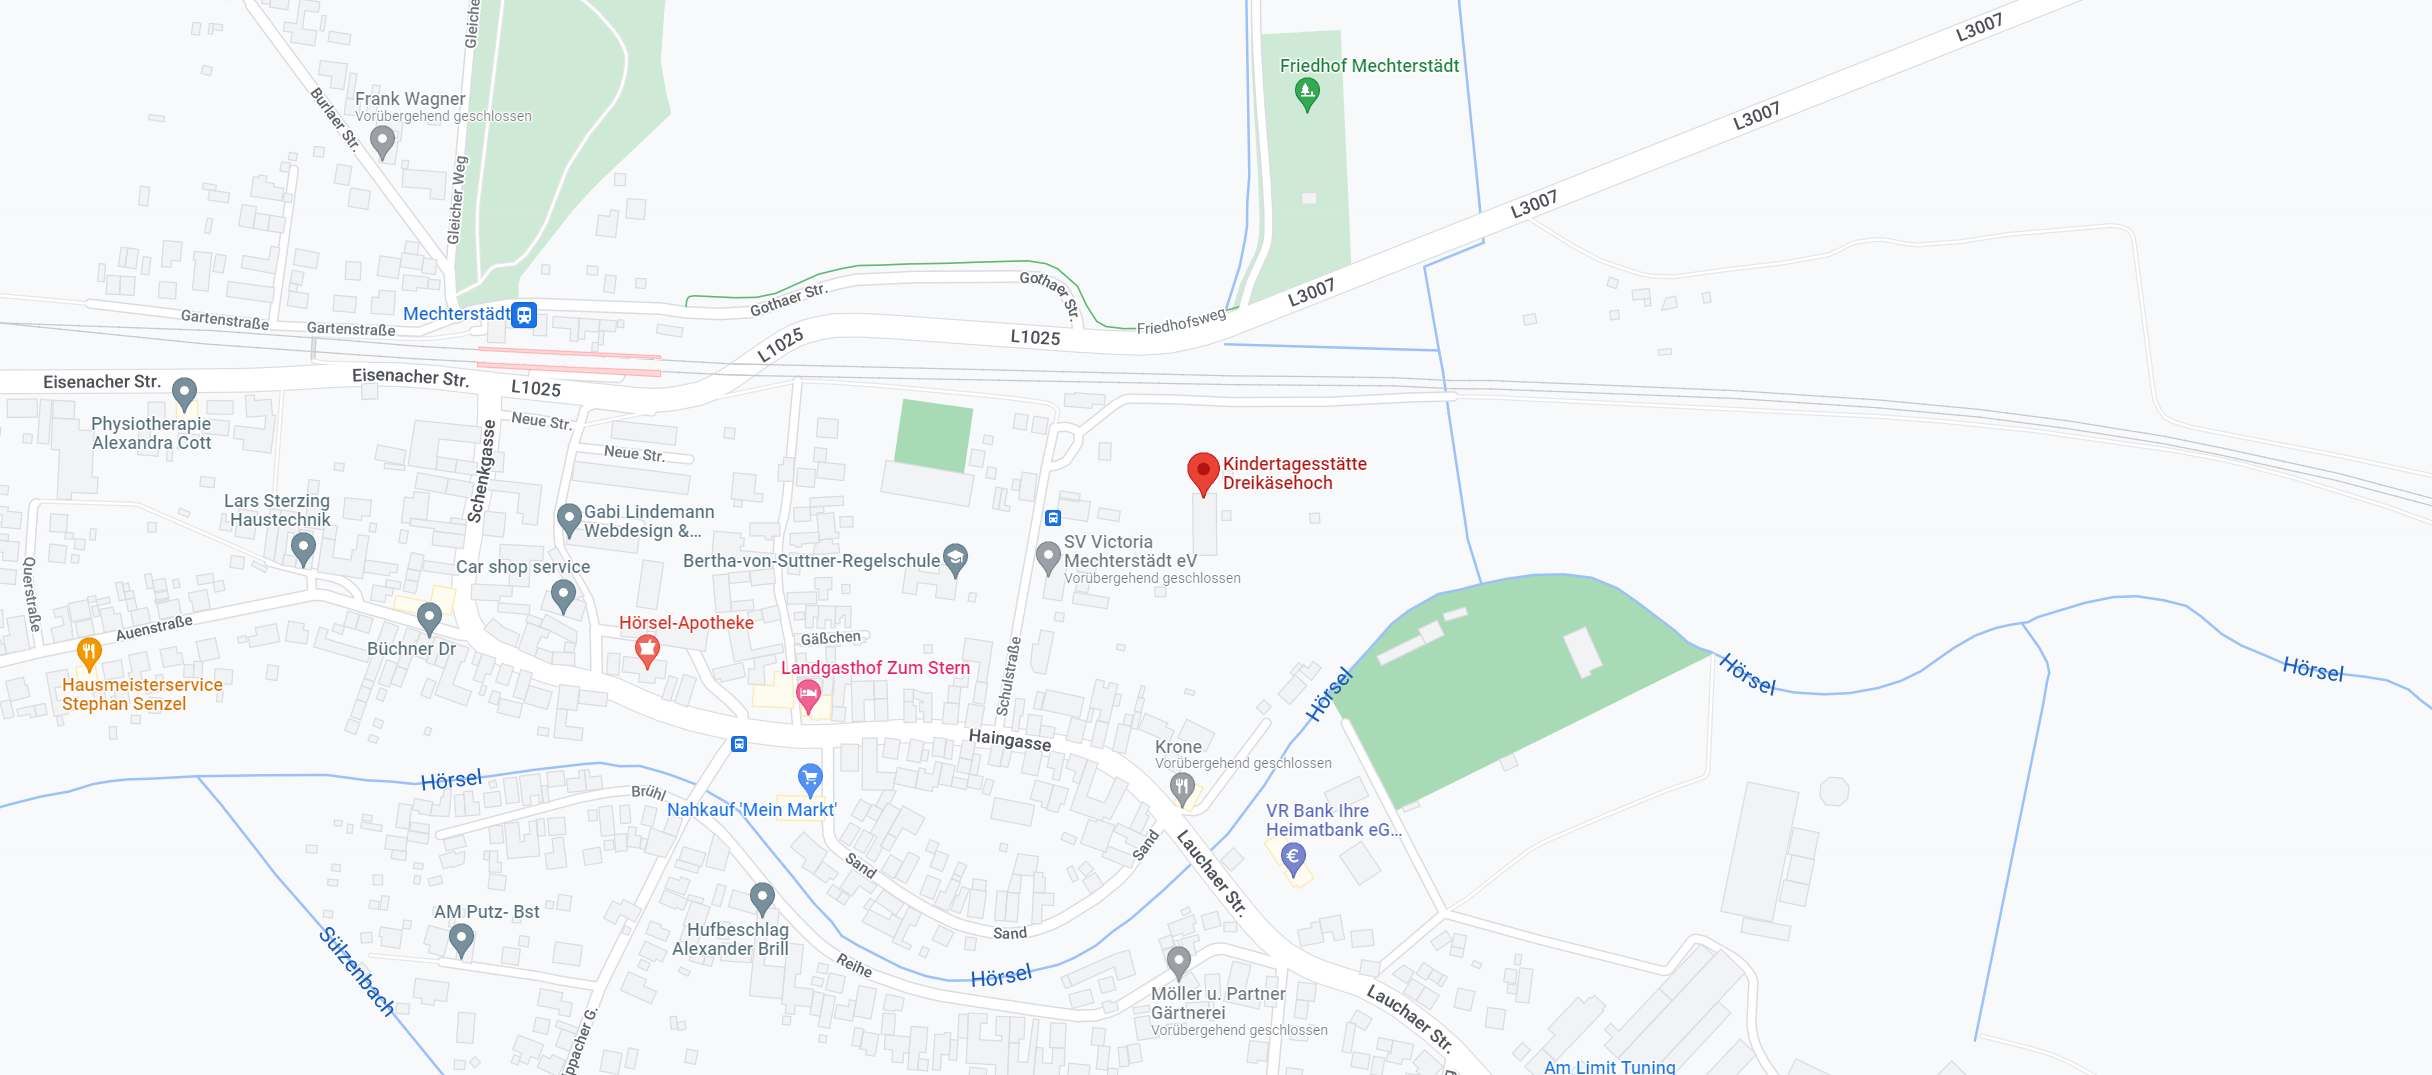 Gleiche
L3007
Friedhof Mechterstädt
Frank Wagner
Vorübergehend geschlossen
Burlaer Str.
L3007
Gleicher Weg
L3007
Gothaer Str.
Gothaer Str.
L3007
Mechterstädt
Gartenstraße
Gartenstraße
Friedhofsweg
L1025
L1025
Eisenacher Str.
Eisenacher Str.
L1025
Physiotherapie
Alexandra Cott
Neue Str.
Neue Str.
Schenkgasse
Kindertagesstätte
Dreikäsehoch
Lars Sterzing
Haustechnik
Gabi Lindemann
Webdesign &...
SV Victoria
Mechterstädt eV
Vorübergehend geschlossen
Bertha-von-Suttner-Regelschule
Car shop service
Querstraße
Auenstraße
Hörsel-Apotheke
Gäßchen
Büchner Dr
Landgasthof Zum Stern
Schulstraße
Hausmeisterservice
Stephan Senzel
Hörsel
Hörsel
Hörsel
Haingasse
Krone
Vorübergehend geschlossen
Hörsel
Brühl
Nahkauf 'Mein Markt'
VR Bank Ihre
Heimatbank eG...
Sand
Sand
Lauchaer Str.
AM Putz- Bst
Hufbeschlag
Alexander Brill
Sand
Sülzenbach
Reihe
Hörsel
Möller u. Partner
Gärtnerei
Vorübergehend geschlossen
Lauchaer Str.
ppacher G.
Am Limit Tuning